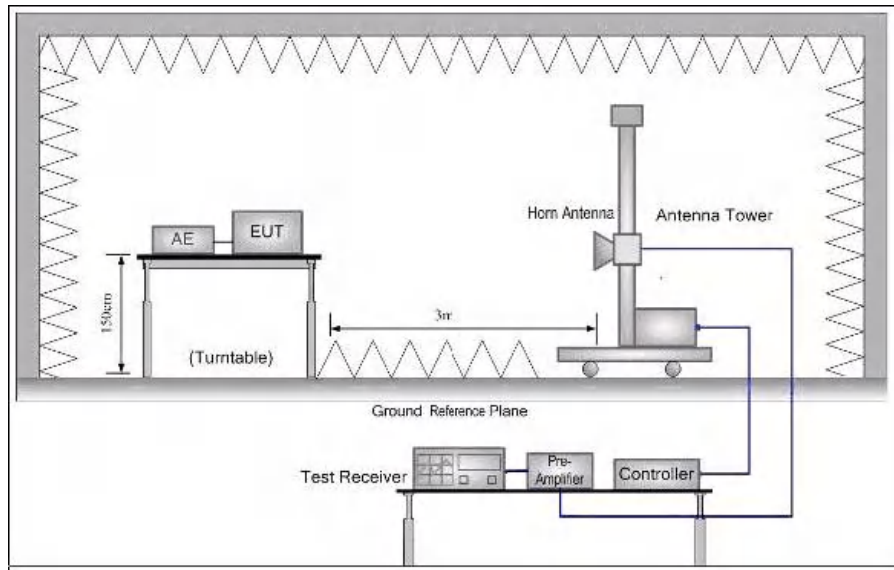 Horn Antenna
Antenna Tower
AE
EUT
150cm
3m
(Turntable)
Ground Reference Plane
Test Receiver
Pre-
Amplifier
Controller